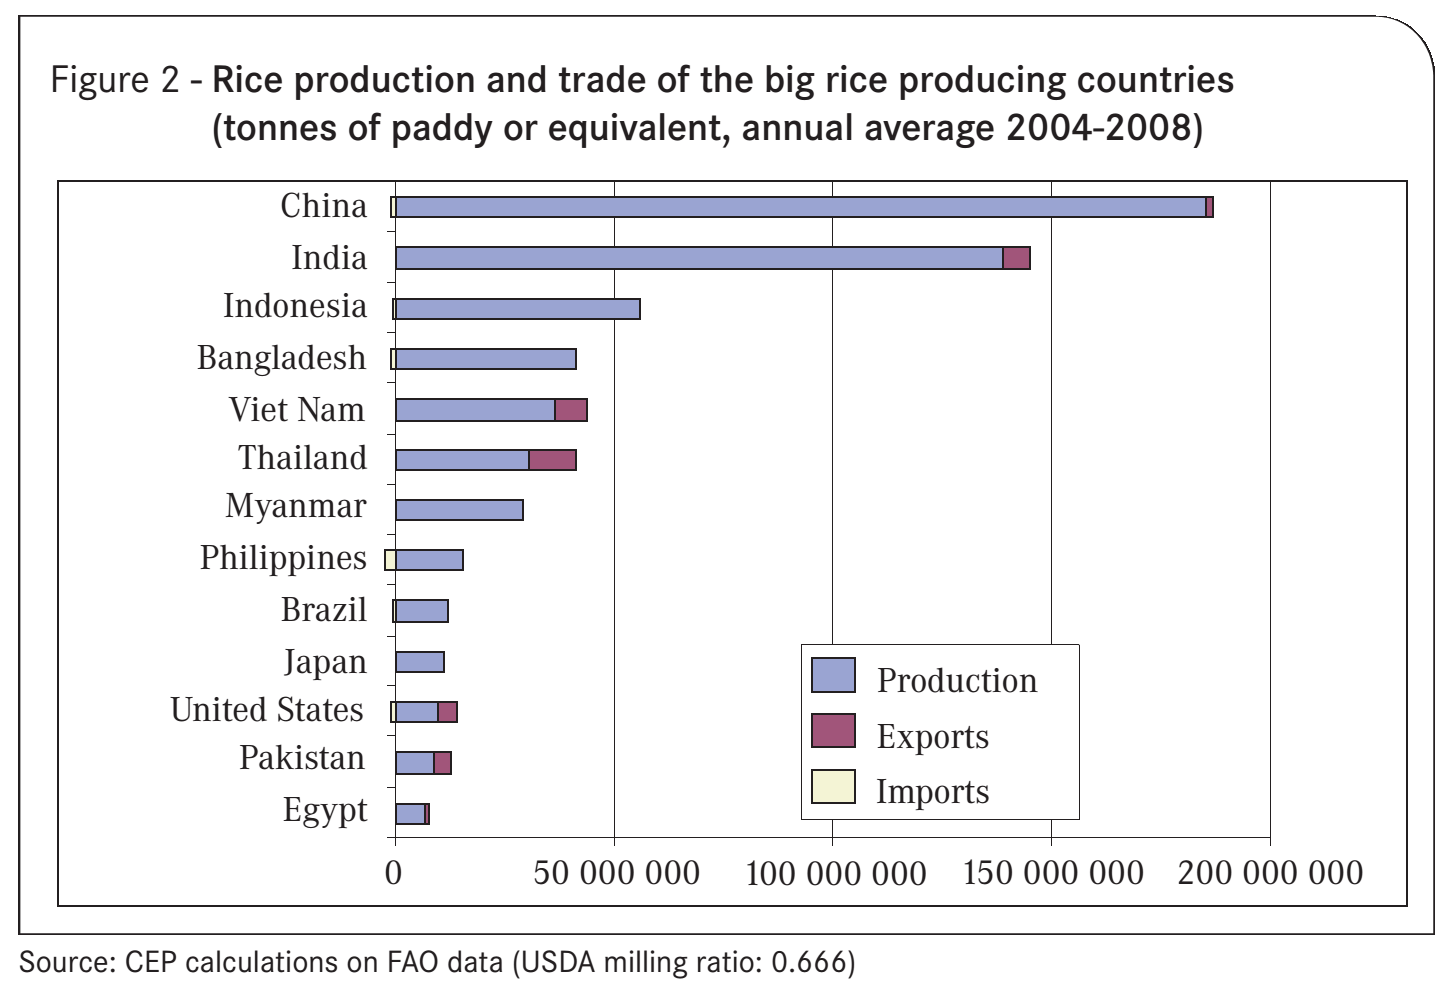 Figure 2 - Rice production and trade of the big rice producing countries
(tonnes of paddy or equivalent, annual average 2004-2008)
China
India
Indonesia
Bangladesh
Viet Nam
Thailand
Myanmar
Philippines
Brazil
Japan
United States
Pakistan
Egypt
Production
Exports
Imports
0 50 000 000 100 000 000 150 000 000 200 000 000
Source: CEP calculations on FAO data (USDA milling ratio: 0.666)